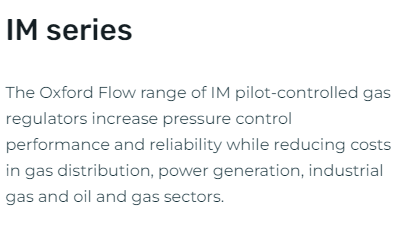 IM series
The Oxford Flow range of IM pilot-controlled gas
regulators increase pressure control
performance and reliability while reducing costs
in gas distribution, power generation, industrial
gas and oil and gas sectors.